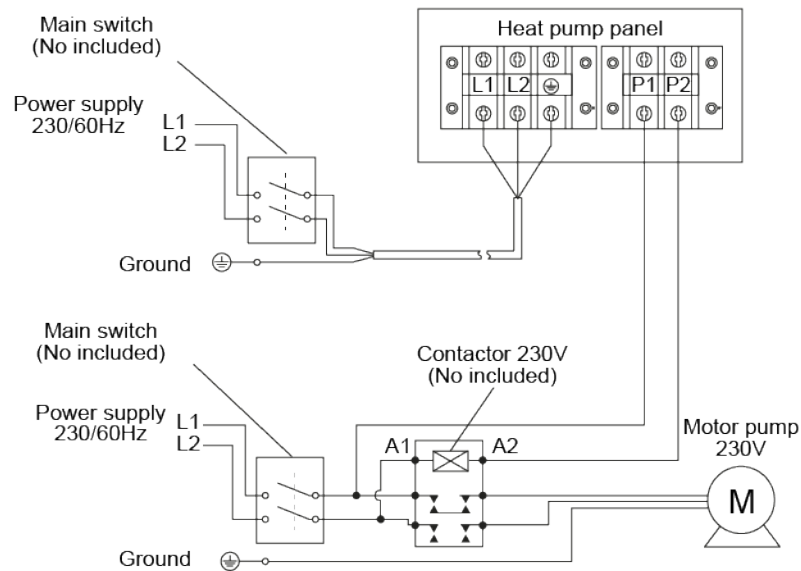 Main switch
(No included)
Heat pump panel
L1 L2 P1 P2
Power supply
230/60Hz
L1
L2
Ground
Main switch
(No included)
Contactor 230V
(No included)
Power supply
230/60Hz
L1
L2
A1 A2
Motor pump
230V
M
Ground